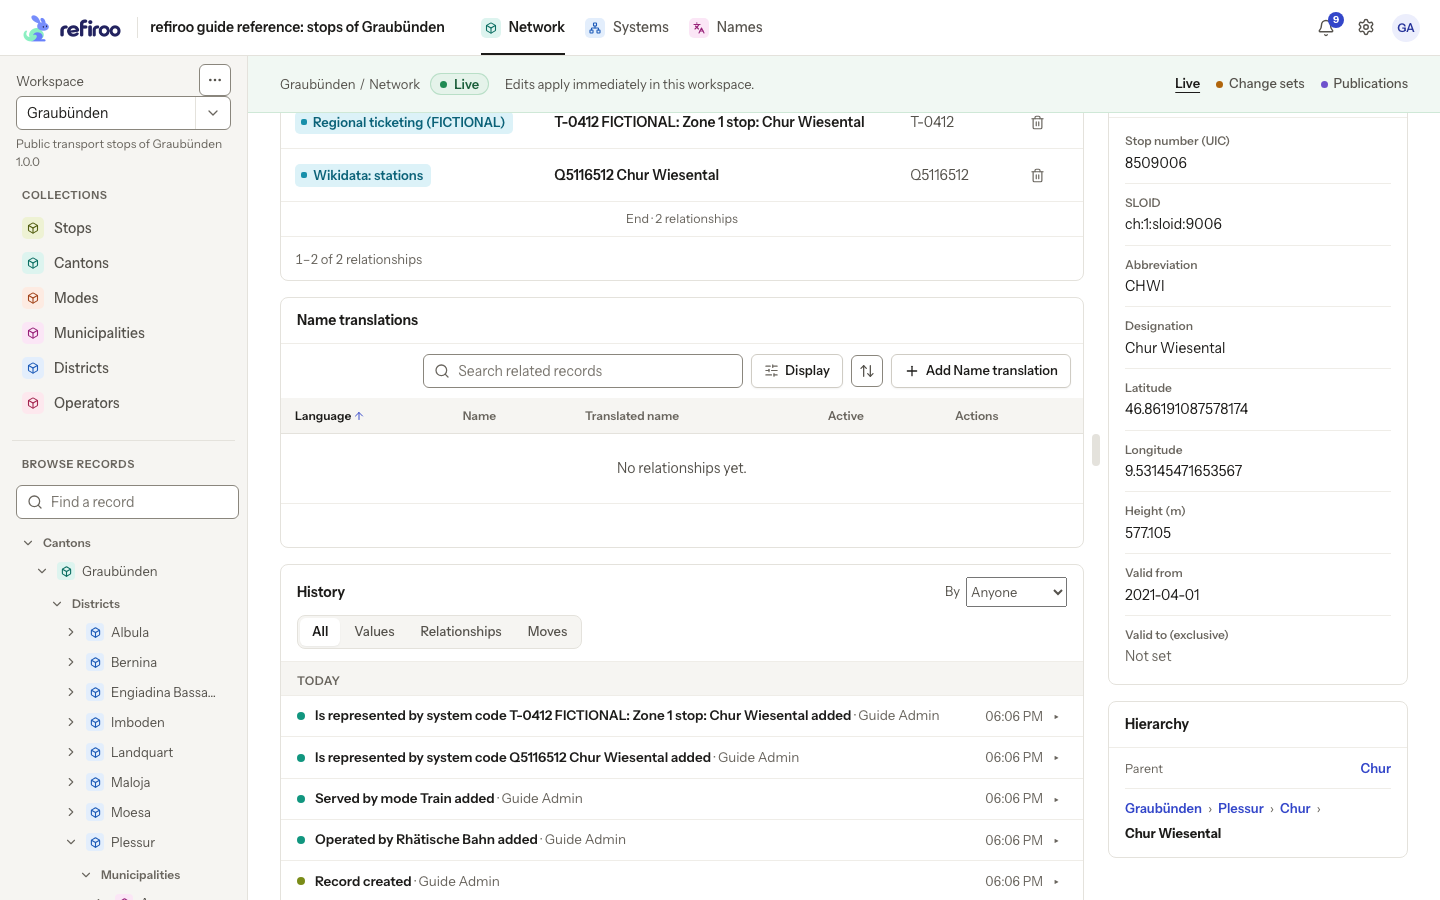 refiroo
refiroo guide reference: stops of Graubünden
Network
Systems
Names
9
GA
Workspace
Graubünden
Public transport stops of Graubünden
1.0.0
COLLECTIONS
Stops
Cantons
Modes
Municipalities
Districts
Operators
BROWSE RECORDS
Find a record
Cantons
Graubünden
Districts
Albula
Bernina
Engiadina Bassa...
Imboden
Landquart
Maloja
Moesa
Plessur
Municipalities
Graubünden / Network
Live
Edits apply immediately in this workspace.
Live
Change sets
Publications
Regional ticketing (FICTIONAL) T-0412 FICTIONAL: Zone 1 stop: Chur Wiesental T-0412
Wikidata: stations Q5116512 Chur Wiesental Q5116512
End · 2 relationships
1–2 of 2 relationships
Name translations
Search related records
Display
Add Name translation
Language Name Translated name Active Actions
No relationships yet.
History
By Anyone
All Values Relationships Moves
TODAY
Is represented by system code T-0412 FICTIONAL: Zone 1 stop: Chur Wiesental added · Guide Admin 06:06 PM
Is represented by system code Q5116512 Chur Wiesental added · Guide Admin 06:06 PM
Served by mode Train added · Guide Admin 06:06 PM
Operated by Rhätische Bahn added · Guide Admin 06:06 PM
Record created · Guide Admin 06:06 PM
Stop number (UIC)
8509006
SLOID
ch:1:sloid:9006
Abbreviation
CHWI
Designation
Chur Wiesental
Latitude
46.86191087578174
Longitude
9.53145471653567
Height (m)
577.105
Valid from
2021-04-01
Valid to (exclusive)
Not set
Hierarchy
Parent Chur
Graubünden › Plessur › Chur ›
Chur Wiesental